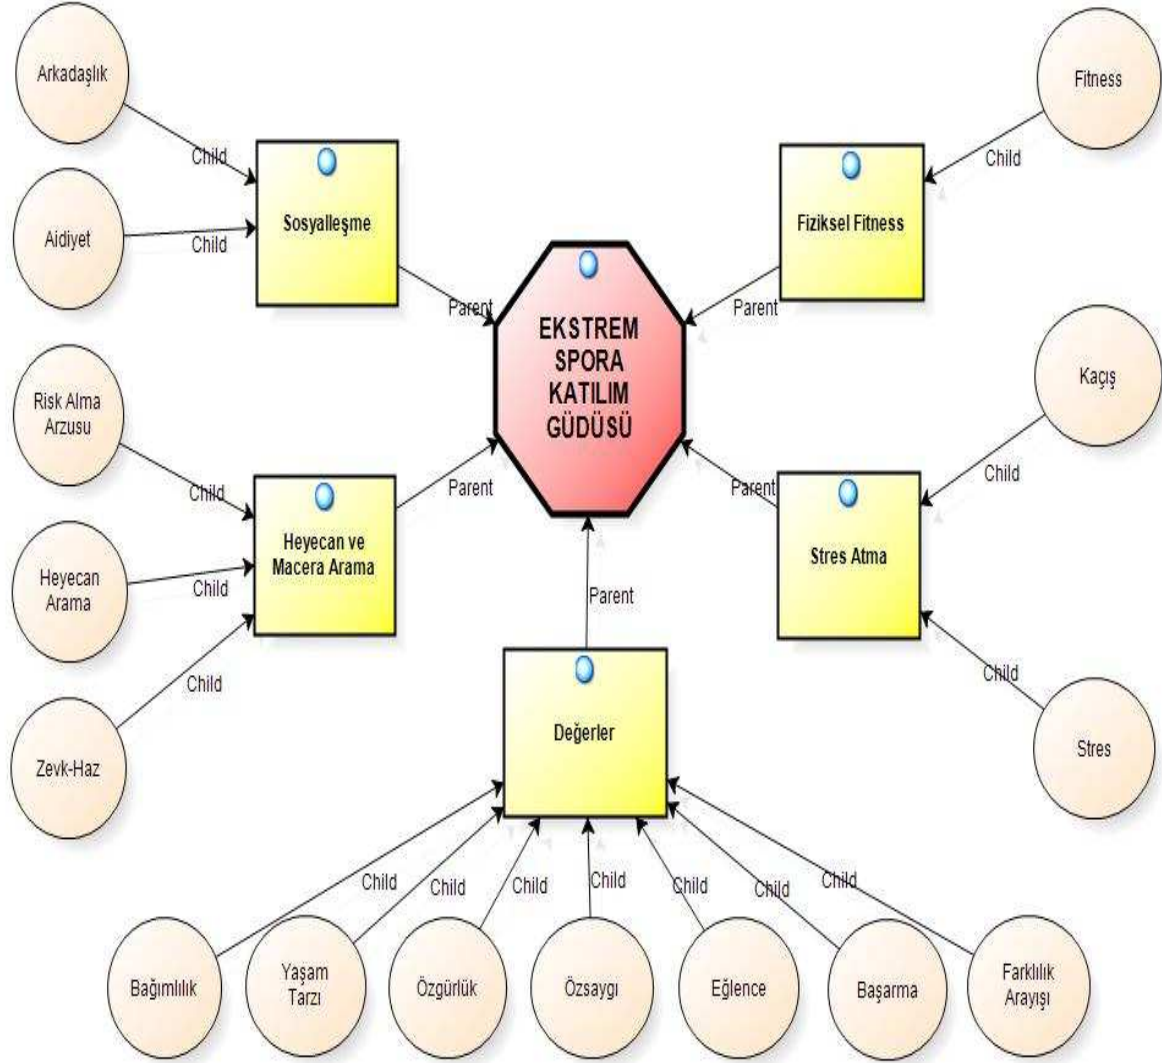 Arkadaşlık
Fitness
Child
Child
Sosyalleşme
Fiziksel Fitness
Aidiyet
Child
Parent
Parent
EKSTREM
SPORA
KATILIM
GÜDÜSÜ
Risk Alma
Arzusu
Kaçış
Child
Child
Parent
Parent
Heyecan ve
Macera Arama
Stres Atma
Heyecan
Arama
Child
Parent
Child
Child
Zevk-Haz
Değerler
Stres
Child
Child
Child
Child
Child
Child
Child
Bağımlılık
Yaşam
Tarzı
Özgürlük
Özsaygı
Eğlence
Başarma
Farklılık
Arayışı